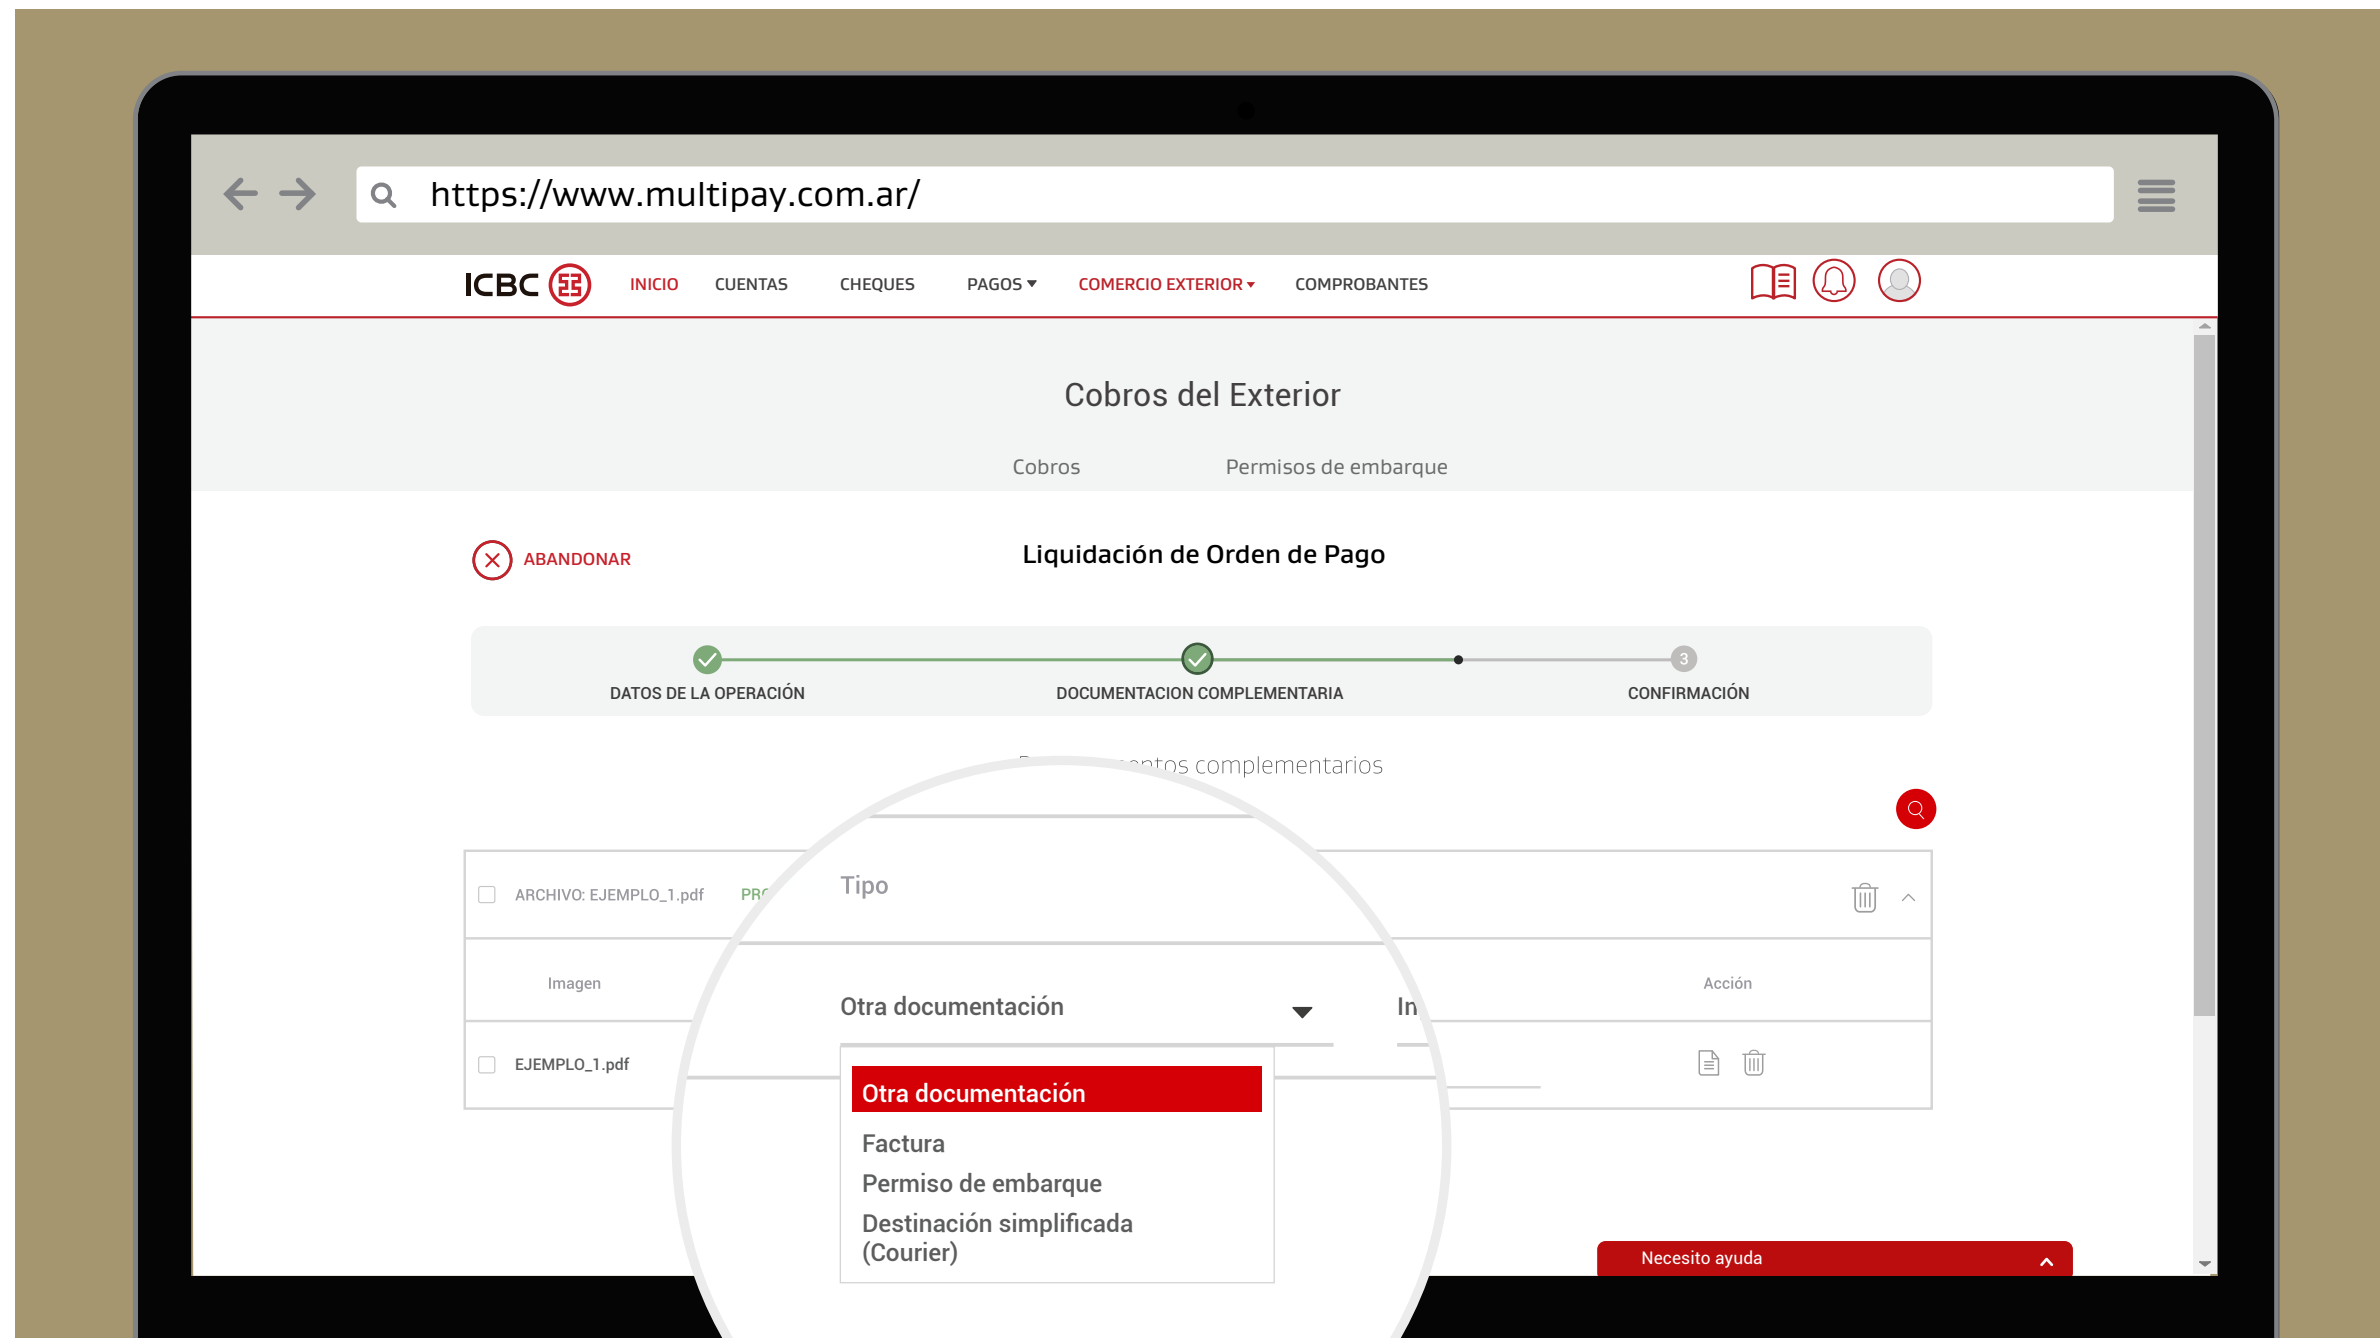 https://www.multipay.com.ar/
ICBC INICIO CUENTAS CHEQUES PAGOS COMERCIO EXTERIOR COMPROBANTES
Cobros del Exterior
Cobros Permisos de embarque
ABANDONAR Liquidación de Orden de Pago
3
DATOS DE LA OPERACIÓN DOCUMENTACION COMPLEMENTARIA CONFIRMACIÓN
complementarios
ARCHIVO: EJEMPLO_1.pdf
Tipo
Imagen Acción
Otra documentación
EJEMPLO_1.pdf
Otra documentación
Factura
Permiso de embarque
Destinación simplificada
(Courier)
Necesito ayuda